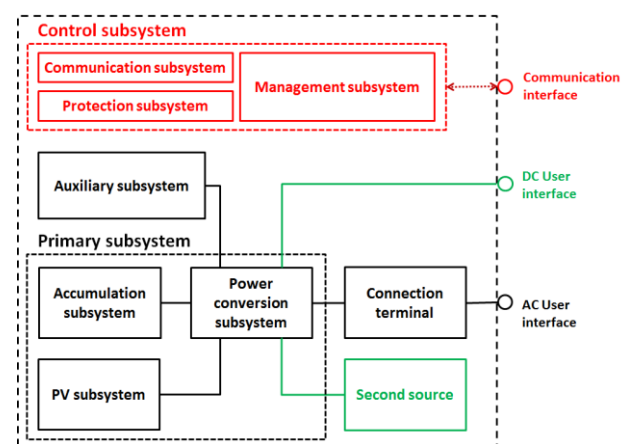 Control subsystem
Communication subsystem
Protection subsystem
Management subsystem
Communication
interface
Auxiliary subsystem
DC User
interface
Primary subsystem
Accumulation
subsystem
Power
conversion
subsystem
Connection
terminal
AC User
interface
PV subsystem
Second source